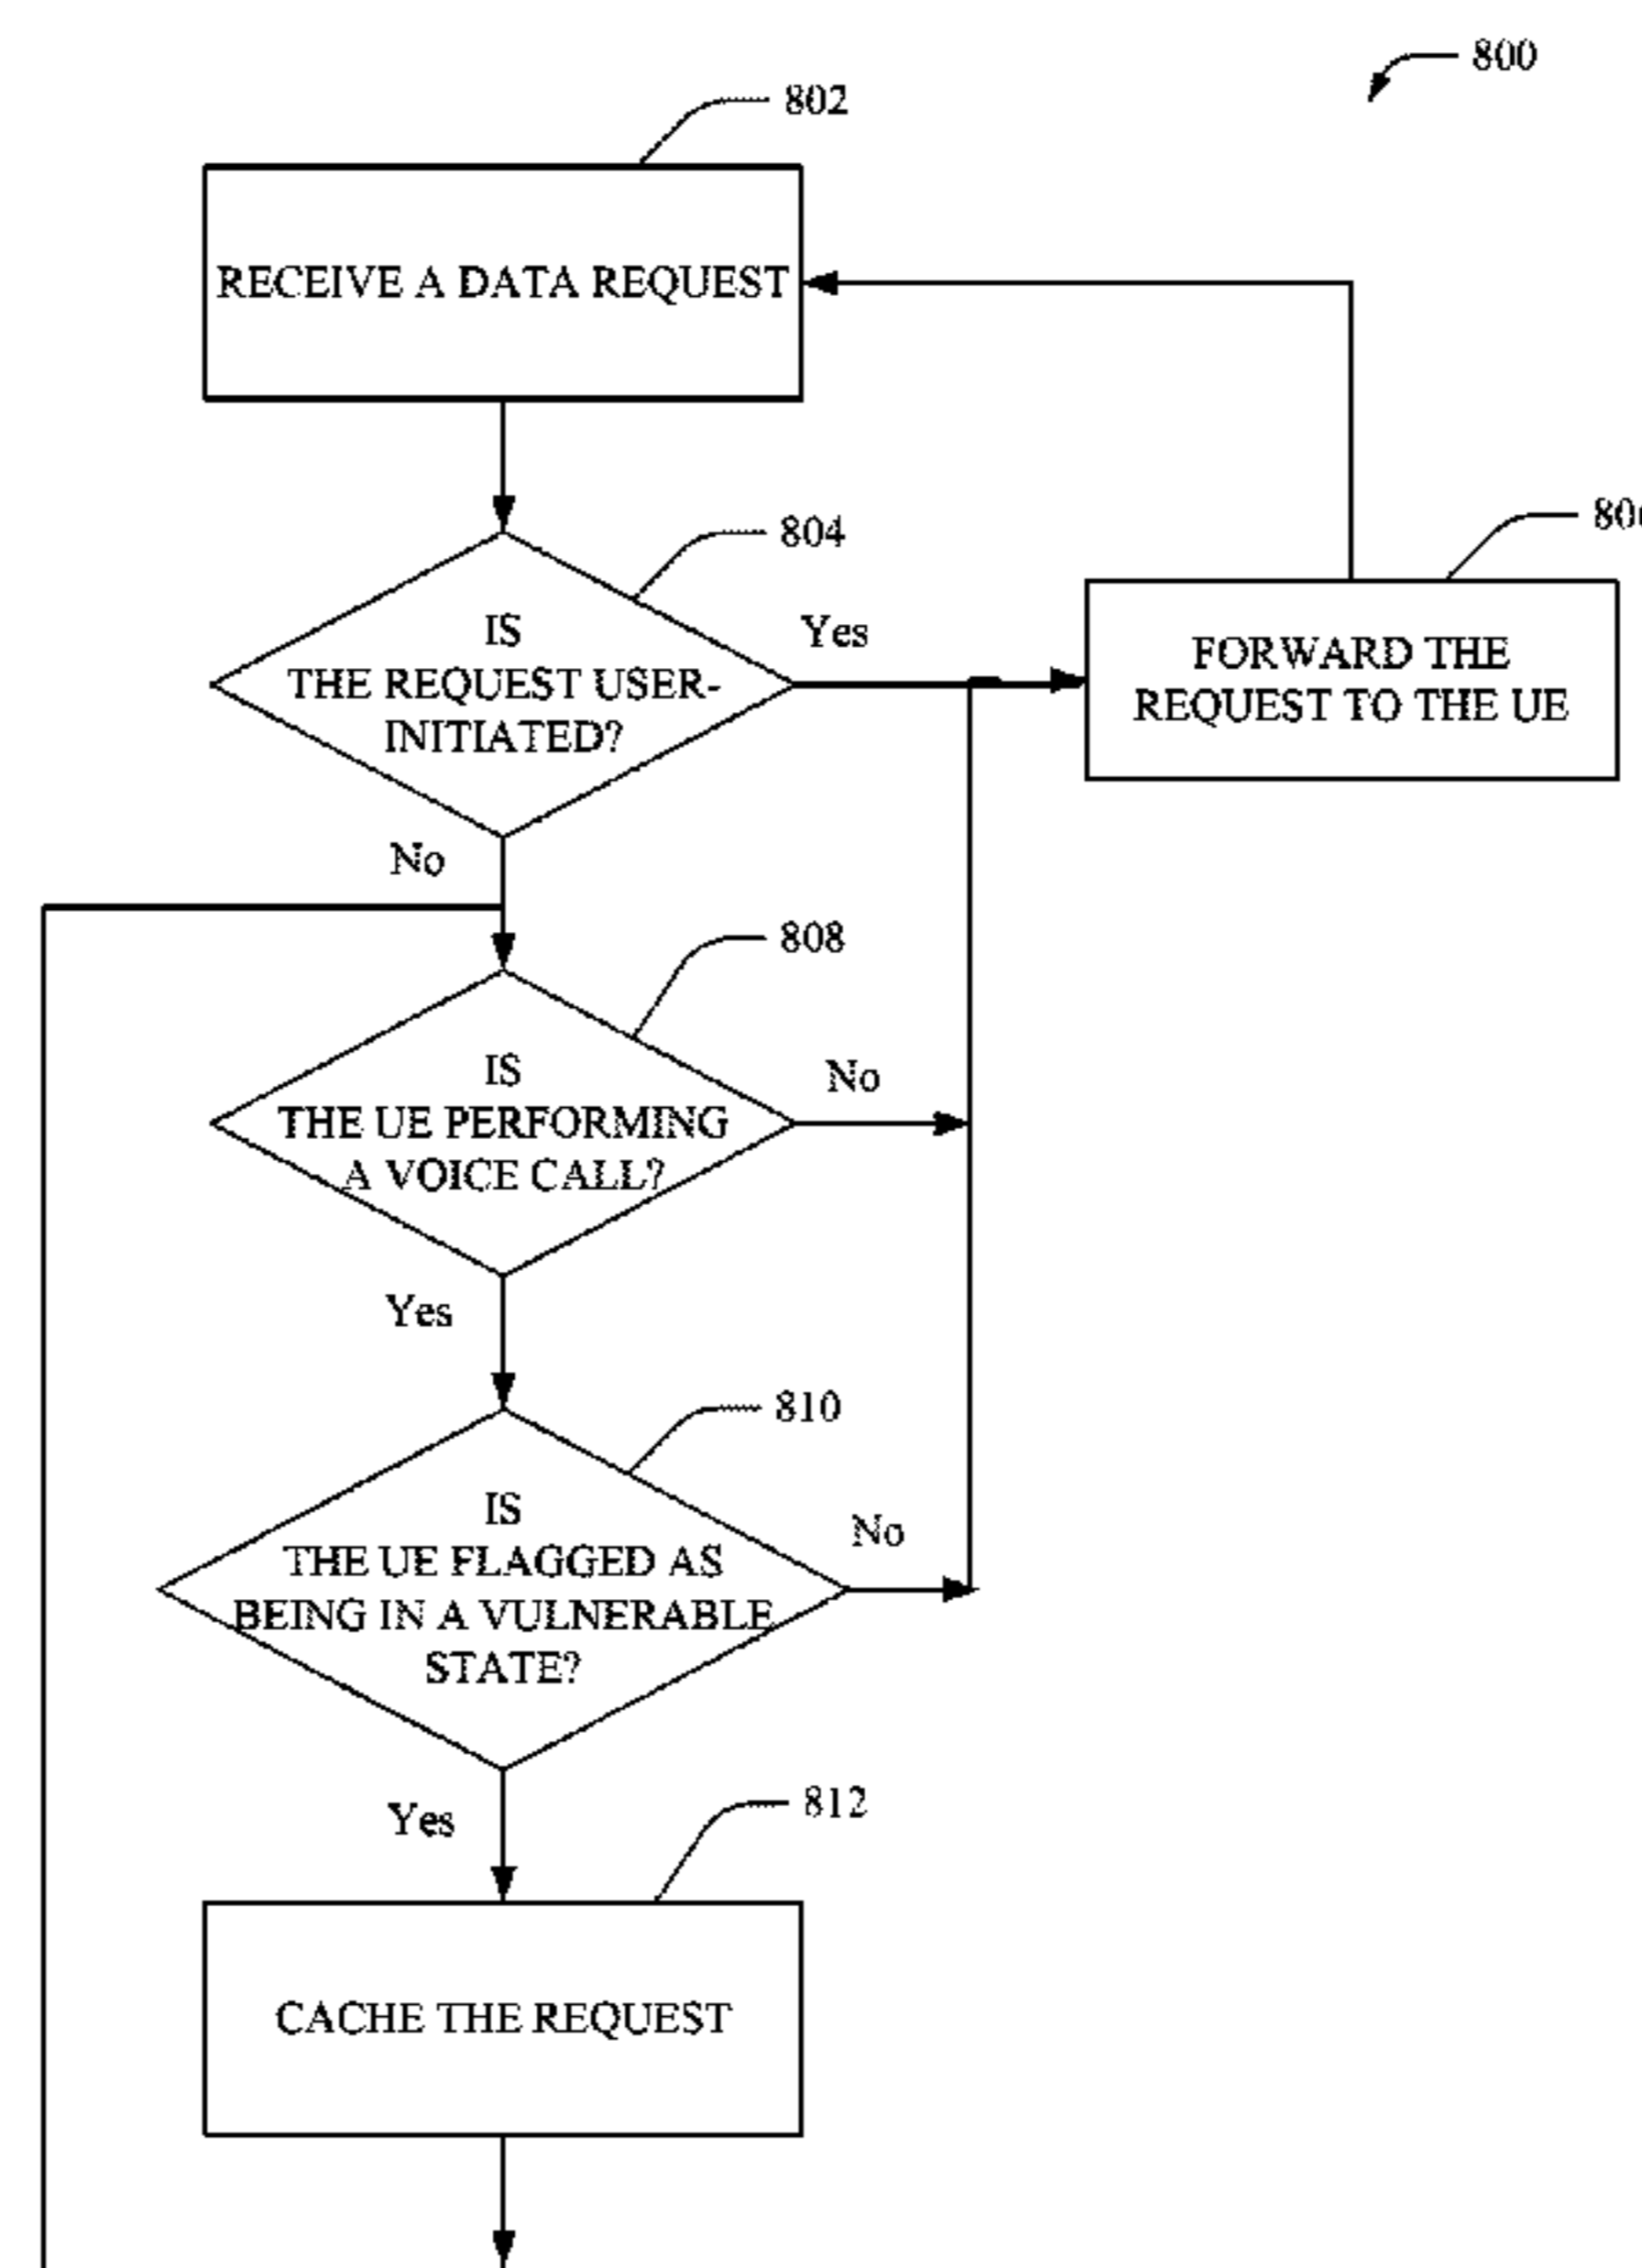 800
802
RECEIVE A DATA REQUEST
804
IS
THE REQUEST USER-
INITIATED?
Yes
FORWARD THE
REQUEST TO THE UE
No
808
IS
THE UE PERFORMING
A VOICE CALL?
No
Yes
810
IS
THE UE FLAGGED AS
BEING IN A VULNERABLE
STATE?
No
Yes
812
CACHE THE REQUEST